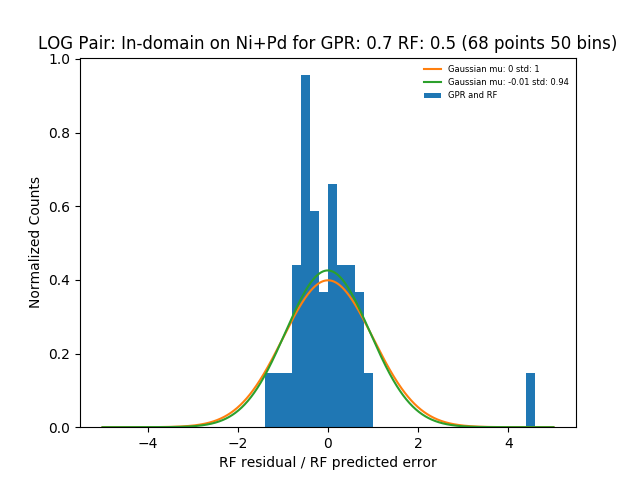 LOG Pair: In-domain on Ni+Pd for GPR: 0.7 RF: 0.5 (68 points 50 bins)
Gaussian mu: 0 std: 1
Gaussian mu: -0.01 std: 0.94
GPR and RF
Normalized Counts
1.0
0.8
0.6
0.4
0.2
0.0
−4 −2 0 2 4
RF residual / RF predicted error